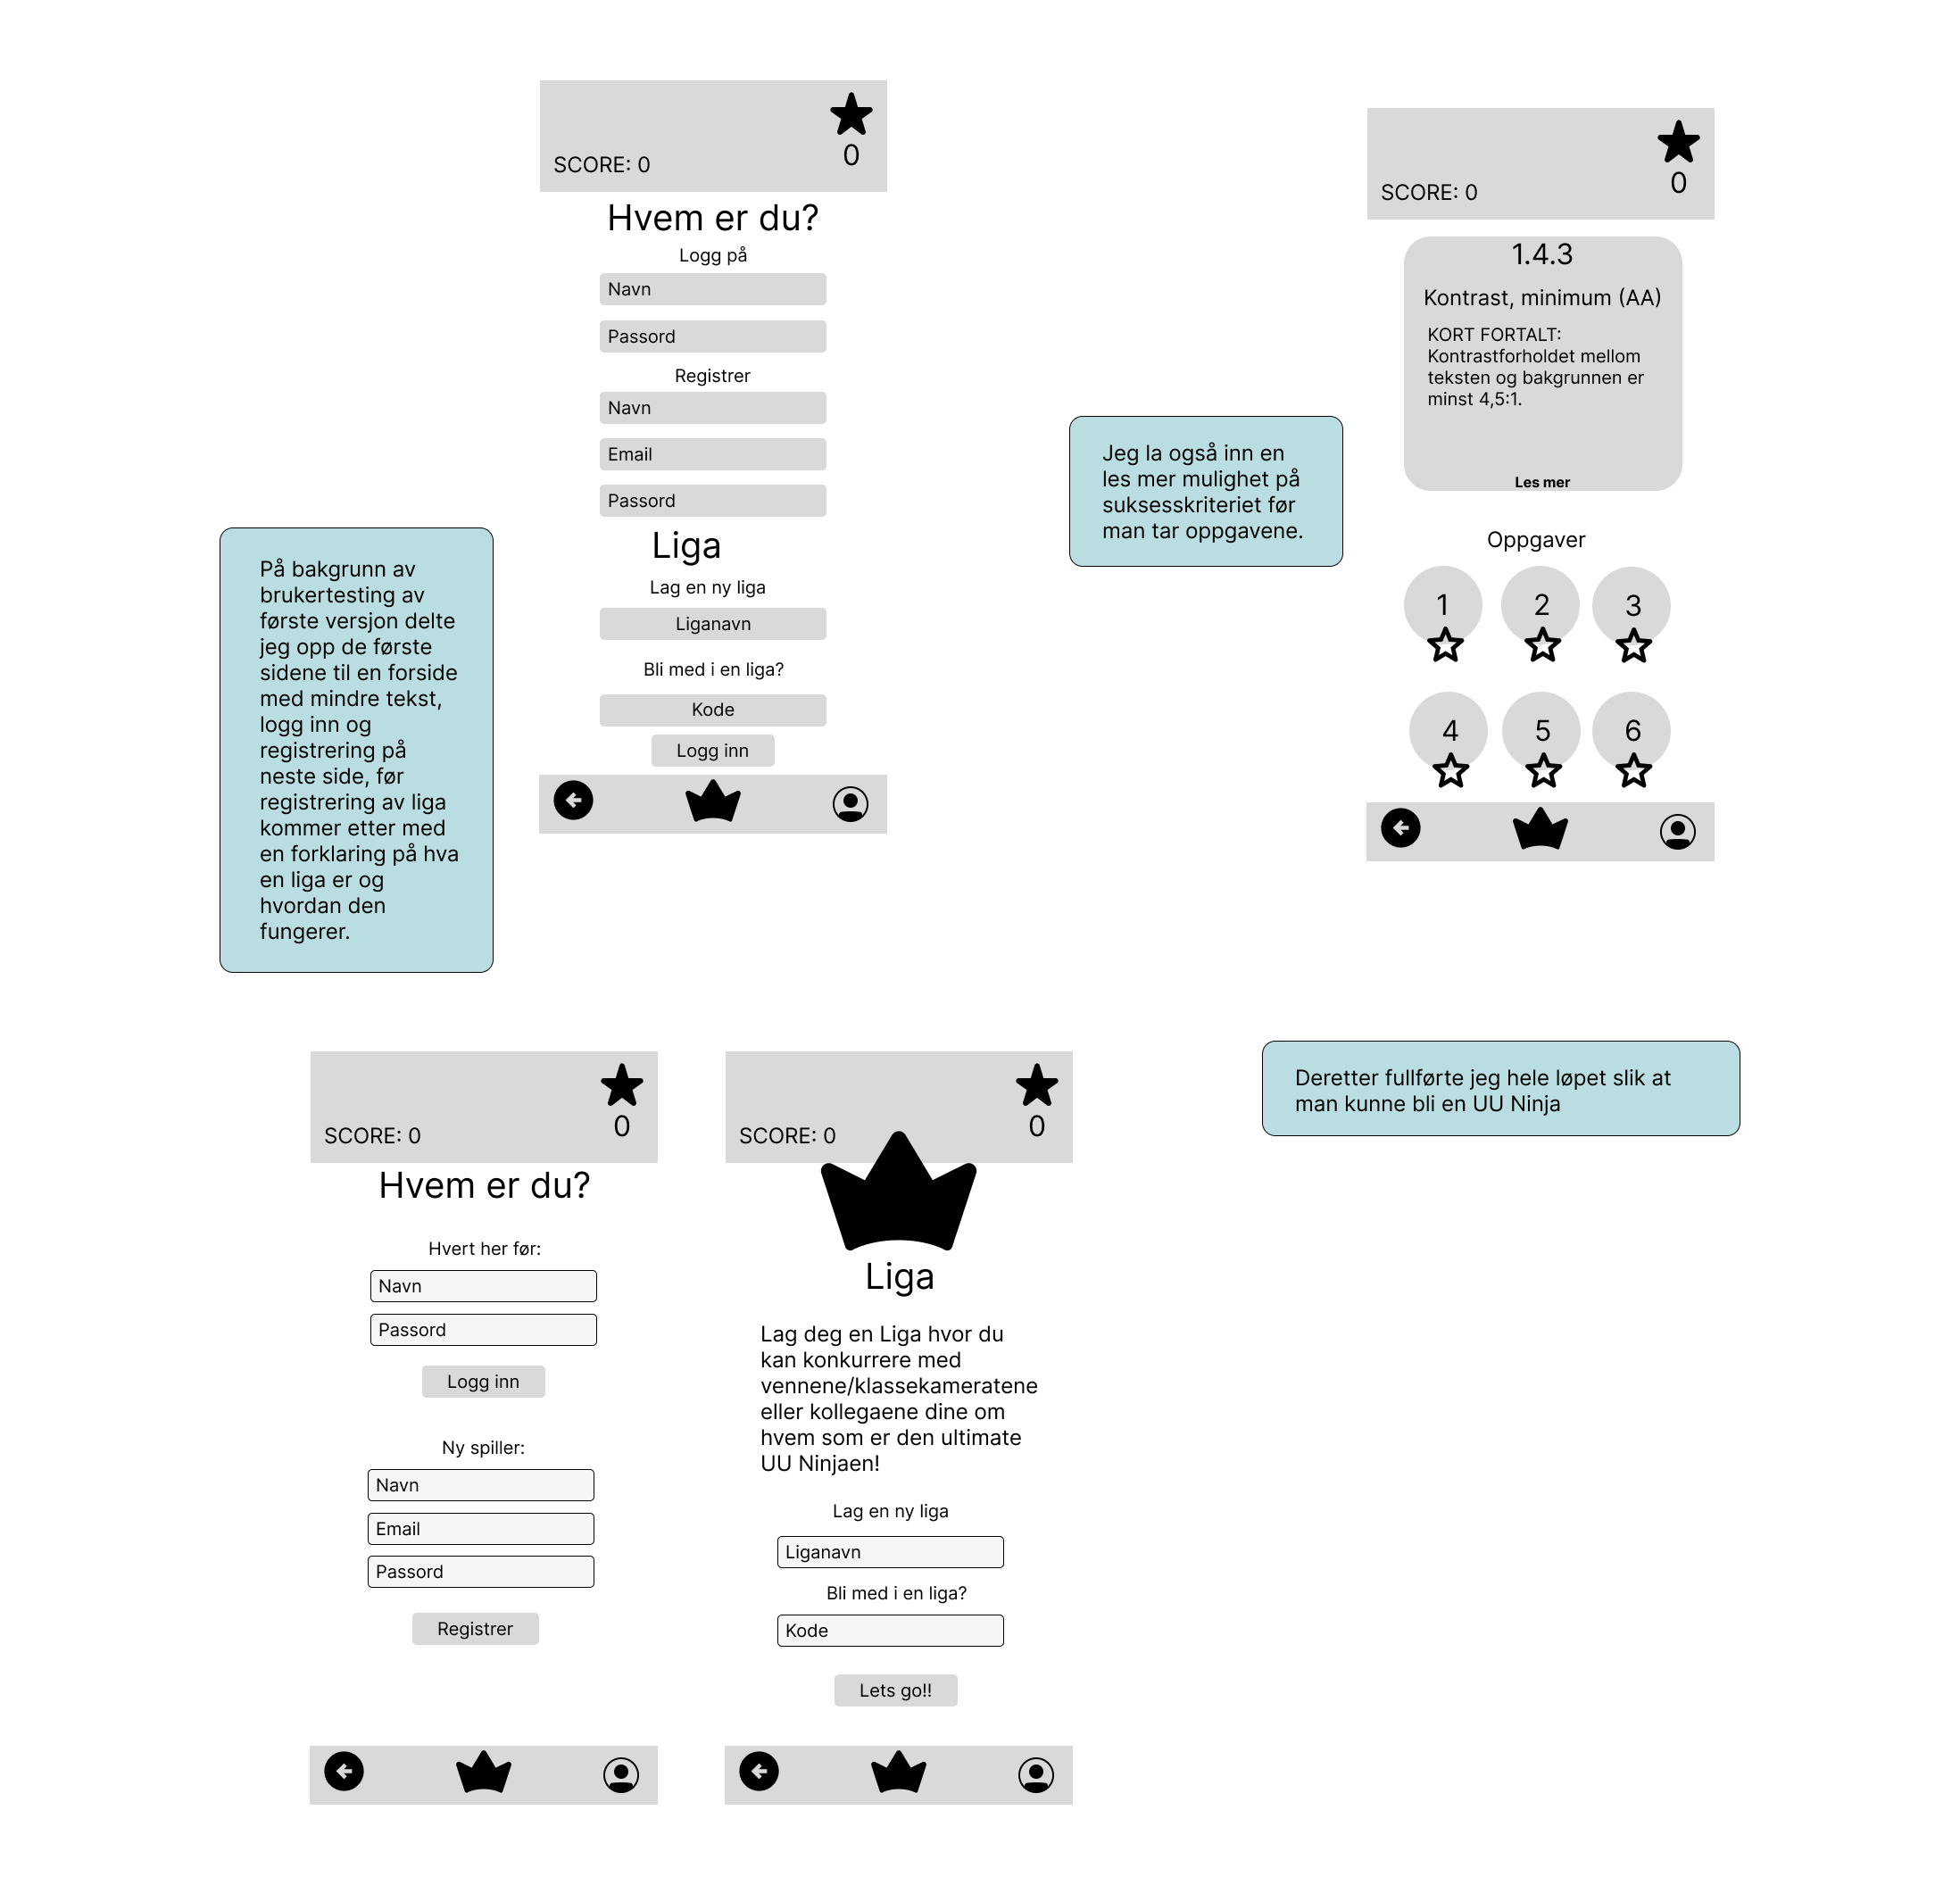 SCORE: 0
0
Hvem er du?
Logg på
Navn
Passord
Registrer
Navn
Email
Passord
Liga
Lag en ny liga
Liganavn
Bli med i en liga?
Kode
Logg inn
På bakgrunn av
brukertesting av
første versjon delte
jeg opp de første
sidene til en forside
med mindre tekst,
logg inn og
registrering på
neste side, før
registrering av liga
kommer etter med
en forklaring på hva
en liga er og
hvordan den
fungerer.
SCORE: 0
0
1.4.3
Kontrast, minimum (AA)
KORT FORTALT:
Kontrastforholdet mellom
teksten og bakgrunnen er
minst 4,5:1.
Les mer
Oppgaver
1
2
3
4
5
6
Jeg la også inn en
les mer mulighet på
suksesskriteriet før
man tar oppgavene.
SCORE: 0
0
Hvem er du?
Hvert her før:
Navn
Passord
Logg inn
Ny spiller:
Navn
Email
Passord
Registrer
SCORE: 0
0
Liga
Lag deg en Liga hvor du
kan konkurrere med
vennene/klassekameratene
eller kollegaene dine om
hvem som er den ultimate
UU Ninjaen!
Lag en ny liga
Liganavn
Bli med i en liga?
Kode
Lets go!!
Deretter fullførte jeg hele løpet slik at
man kunne bli en UU Ninja